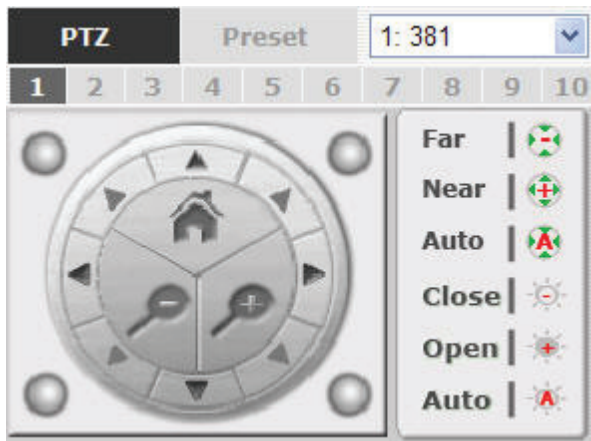 PTZ Preset 1: 381
1 2 3 4 5 6 7 8 9 10
Far -
Near +
Auto A
- + Close -
Open +
Auto A